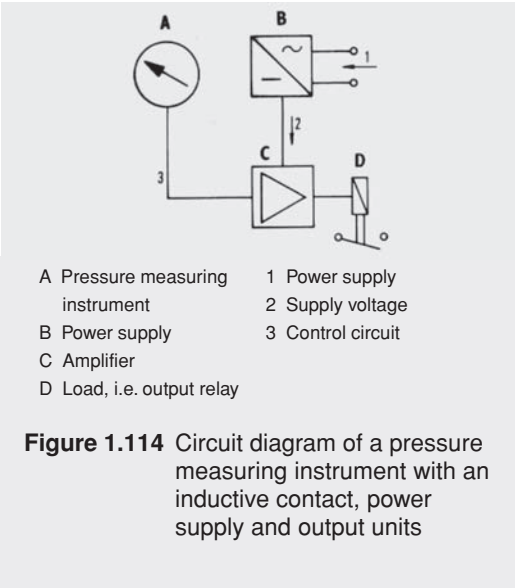 A
B
1
2
C
D
3
A Pressure measuring instrument
B Power supply
C Amplifier
D Load, i.e. output relay
1 Power supply
2 Supply voltage
3 Control circuit
Figure 1.114 Circuit diagram of a pressure
measuring instrument with an
inductive contact, power
supply and output units